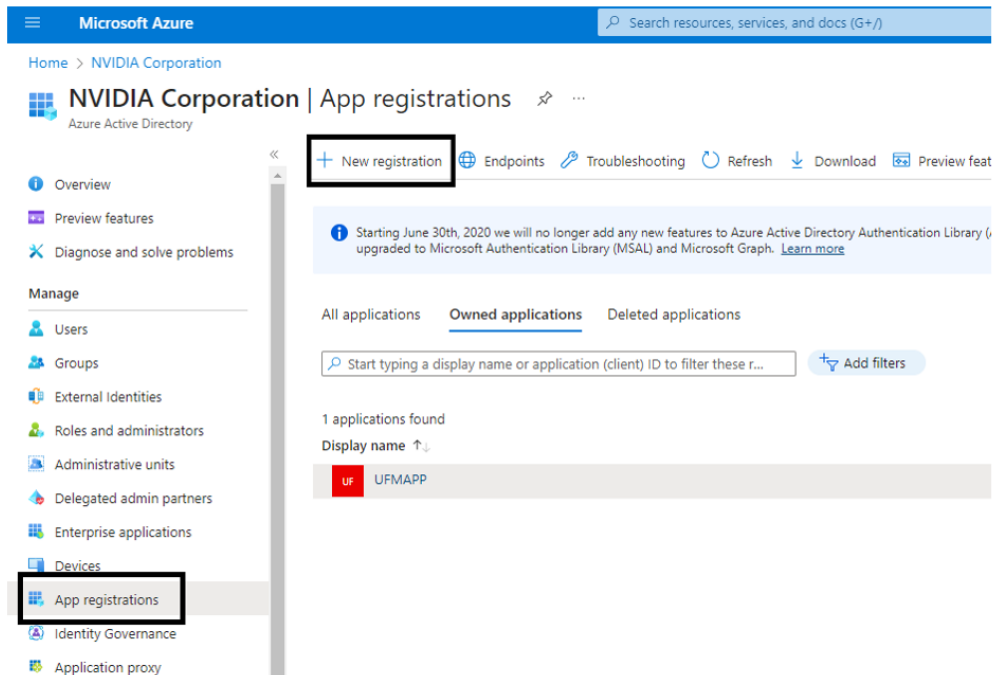 Microsoft Azure
Search resources, services, and docs (G+/)
Home > NVIDIA Corporation
NVIDIA Corporation | App registrations
Azure Active Directory
New registration
Endpoints
Troubleshooting
Refresh
Download
Preview feat
Overview
Preview features
Diagnose and solve problems
Manage
Users
Groups
External Identities
Roles and administrators
Administrative units
Delegated admin partners
Enterprise applications
Devices
App registrations
Identity Governance
Application proxy
Starting June 30th, 2020 we will no longer add any new features to Azure Active Directory Authentication Library (
upgraded to Microsoft Authentication Library (MSAL) and Microsoft Graph. Learn more
All applications
Owned applications
Deleted applications
Start typing a display name or application (client) ID to filter these r...
Add filters
1 applications found
Display name
UF
UFMAPP